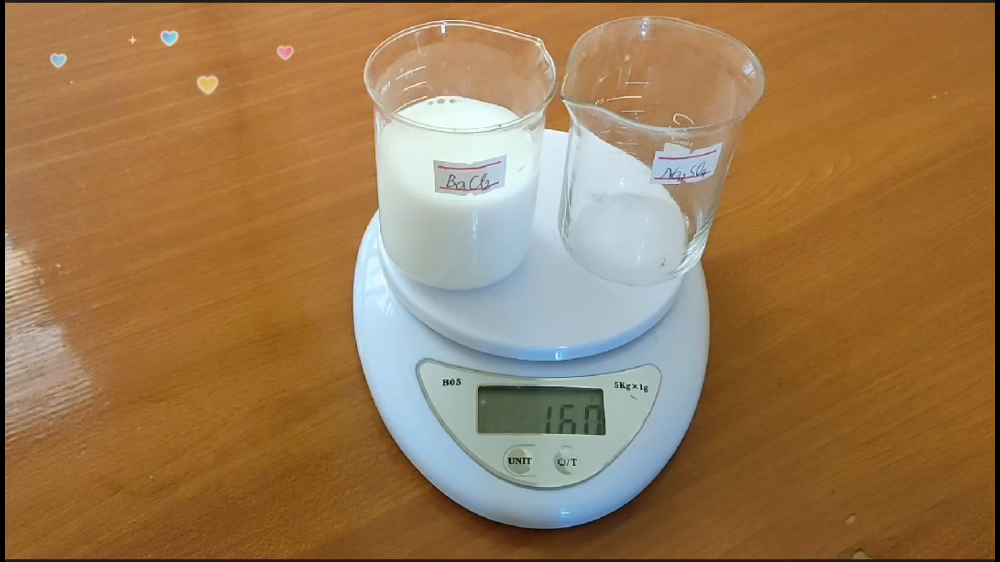 BaCl2
Na2SO4
B05
5Kg×1g
160
UNIT
⏻/T